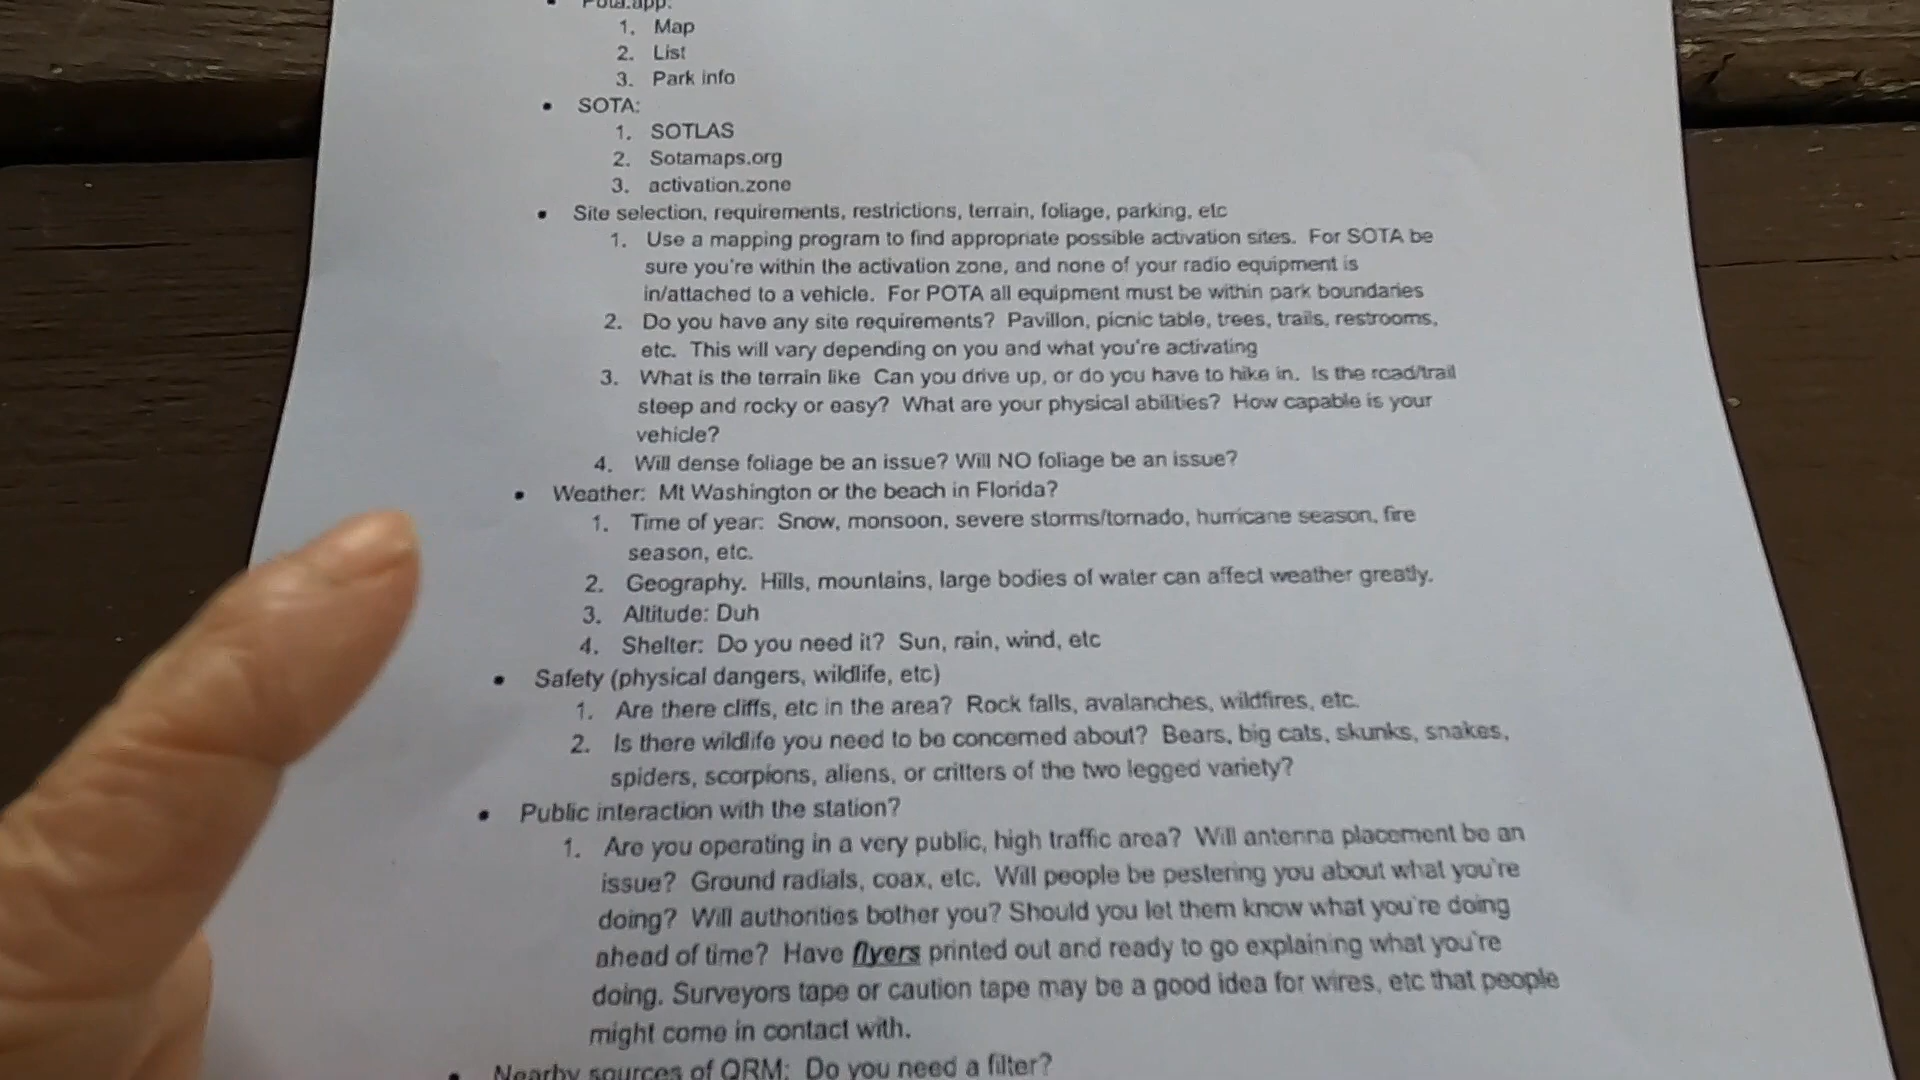 • Pota.app:
1. Map
2. List
3. Park info
• SOTA:
1. SOTLAS
2. Sotamaps.org
3. activation.zone
• Site selection, requirements, restrictions, terrain, foliage, parking, etc
1. Use a mapping program to find appropriate possible activation sites. For SOTA be
sure you're within the activation zone, and none of your radio equipment is
in/attached to a vehicle. For POTA all equipment must be within park boundaries
2. Do you have any site requirements? Pavillon, picnic table, trees, trails, restrooms,
etc. This will vary depending on you and what you're activating
3. What is the terrain like Can you drive up, or do you have to hike in. Is the road/trail
steep and rocky or easy? What are your physical abilities? How capable is your
vehicle?
4. Will dense foliage be an issue? Will NO foliage be an issue?
• Weather: Mt Washington or the beach in Florida?
1. Time of year: Snow, monsoon, severe storms/tornado, hurricane season, fire
season, etc.
2. Geography. Hills, mountains, large bodies of water can affect weather greatly.
3. Altitude: Duh
4. Shelter: Do you need it? Sun, rain, wind, etc
• Safety (physical dangers, wildlife, etc)
1. Are there cliffs, etc in the area? Rock falls, avalanches, wildfires, etc.
2. Is there wildlife you need to be concerned about? Bears, big cats, skunks, snakes,
spiders, scorpions, aliens, or critters of the two legged variety?
• Public interaction with the station?
1. Are you operating in a very public, high traffic area? Will antenna placement be an
issue? Ground radials, coax, etc. Will people be pestering you about what you're
doing? Will authorities bother you? Should you let them know what you're doing
ahead of time? Have flyers printed out and ready to go explaining what you're
doing. Surveyors tape or caution tape may be a good idea for wires, etc that people
might come in contact with.
• Nearby sources of QRM: Do you need a filter?